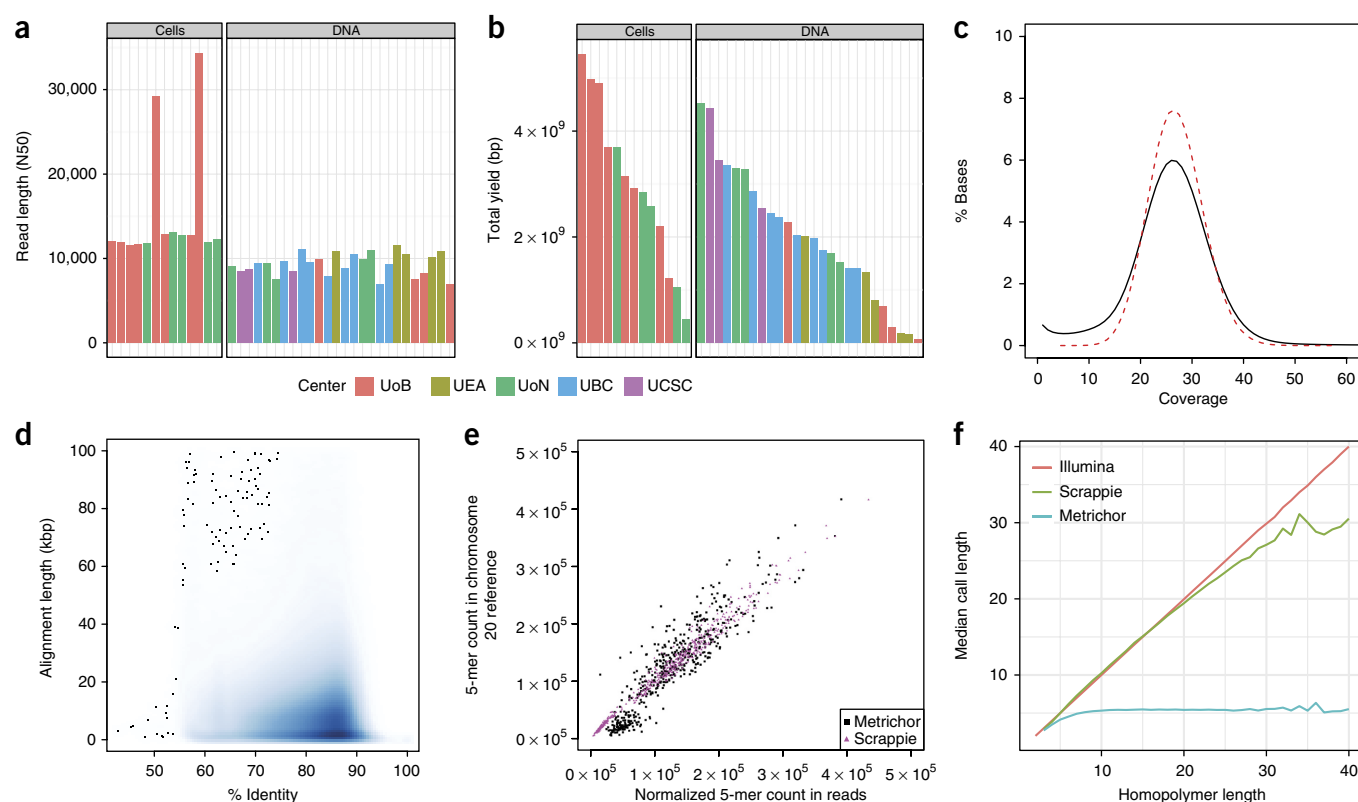 a
Cells
DNA
Read length (N50)
30,000
20,000
10,000
0
b
Cells
DNA
Total yield (bp)
4 × 10⁹
2 × 10⁹
0 × 10⁹
Center
UoB
UEA
UoN
UBC
UCSC
c
% Bases
10
8
6
4
2
0
0 10 20 30 40 50 60
Coverage
d
Alignment length (kbp)
100
80
60
40
20
0
50 60 70 80 90 100
% Identity
e
5-mer count in chromosome
20 reference
5 × 10⁵
4 × 10⁵
3 × 10⁵
2 × 10⁵
1 × 10⁵
0 × 10⁵
Metrichor
Scrappie
0 × 10⁵ 1 × 10⁵ 2 × 10⁵ 3 × 10⁵ 4 × 10⁵ 5 × 10⁵
Normalized 5-mer count in reads
f
Median call length
40
30
20
10
Illumina
Scrappie
Metrichor
10 20 30 40
Homopolymer length